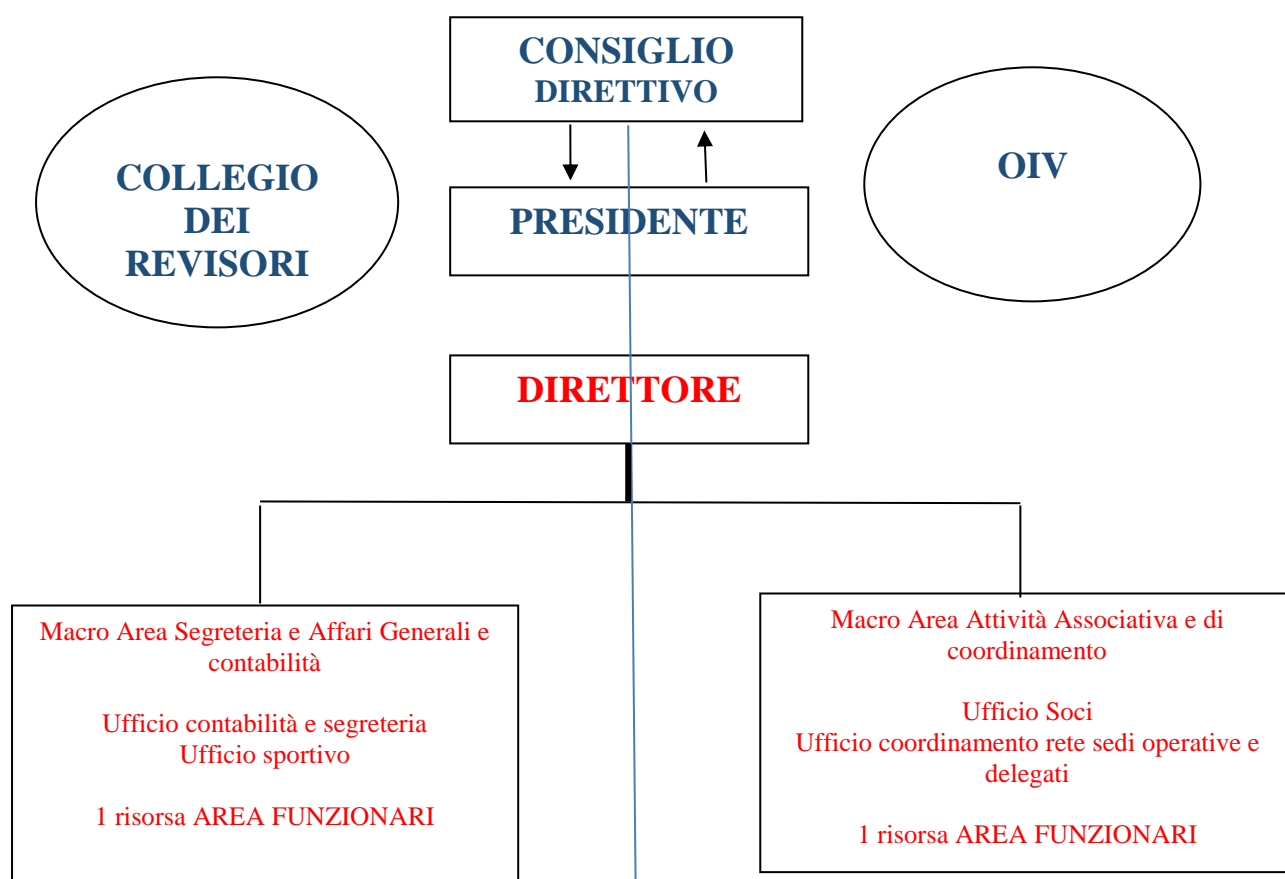 CONSIGLIO
DIRETTIVO
COLLEGIO
DEI
REVISORI
OIV
PRESIDENTE
DIRETTORE
Macro Area Segreteria e Affari Generali e
contabilità
Ufficio contabilità e segreteria
Ufficio sportivo
1 risorsa AREA FUNZIONARI
Macro Area Attività Associativa e di
coordinamento
Ufficio Soci
Ufficio coordinamento rete sedi operative e
delegati
1 risorsa AREA FUNZIONARI